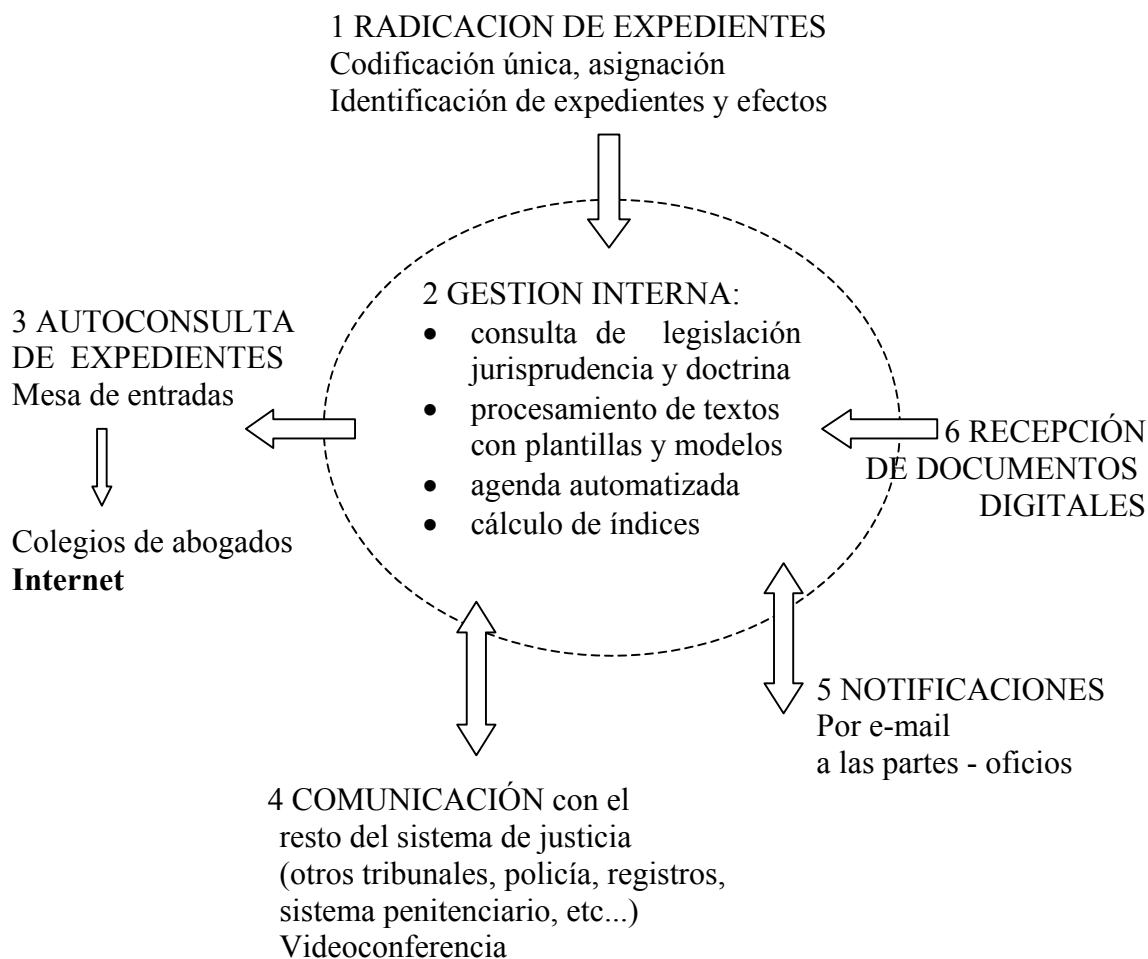 1 RADICACION DE EXPEDIENTES
Codificación única, asignación
Identificación de expedientes y efectos
2 GESTION INTERNA:
• consulta de legislación
jurisprudencia y doctrina
• procesamiento de textos
con plantillas y modelos
• agenda automatizada
• cálculo de índices
3 AUTOCONSULTA
DE EXPEDIENTES
Mesa de entradas
Colegios de abogados
Internet
4 COMUNICACIÓN con el
resto del sistema de justicia
(otros tribunales, policía, registros,
sistema penitenciario, etc...)
Videoconferencia
5 NOTIFICACIONES
Por e-mail
a las partes - oficios
6 RECEPCIÓN
DE DOCUMENTOS
DIGITALES